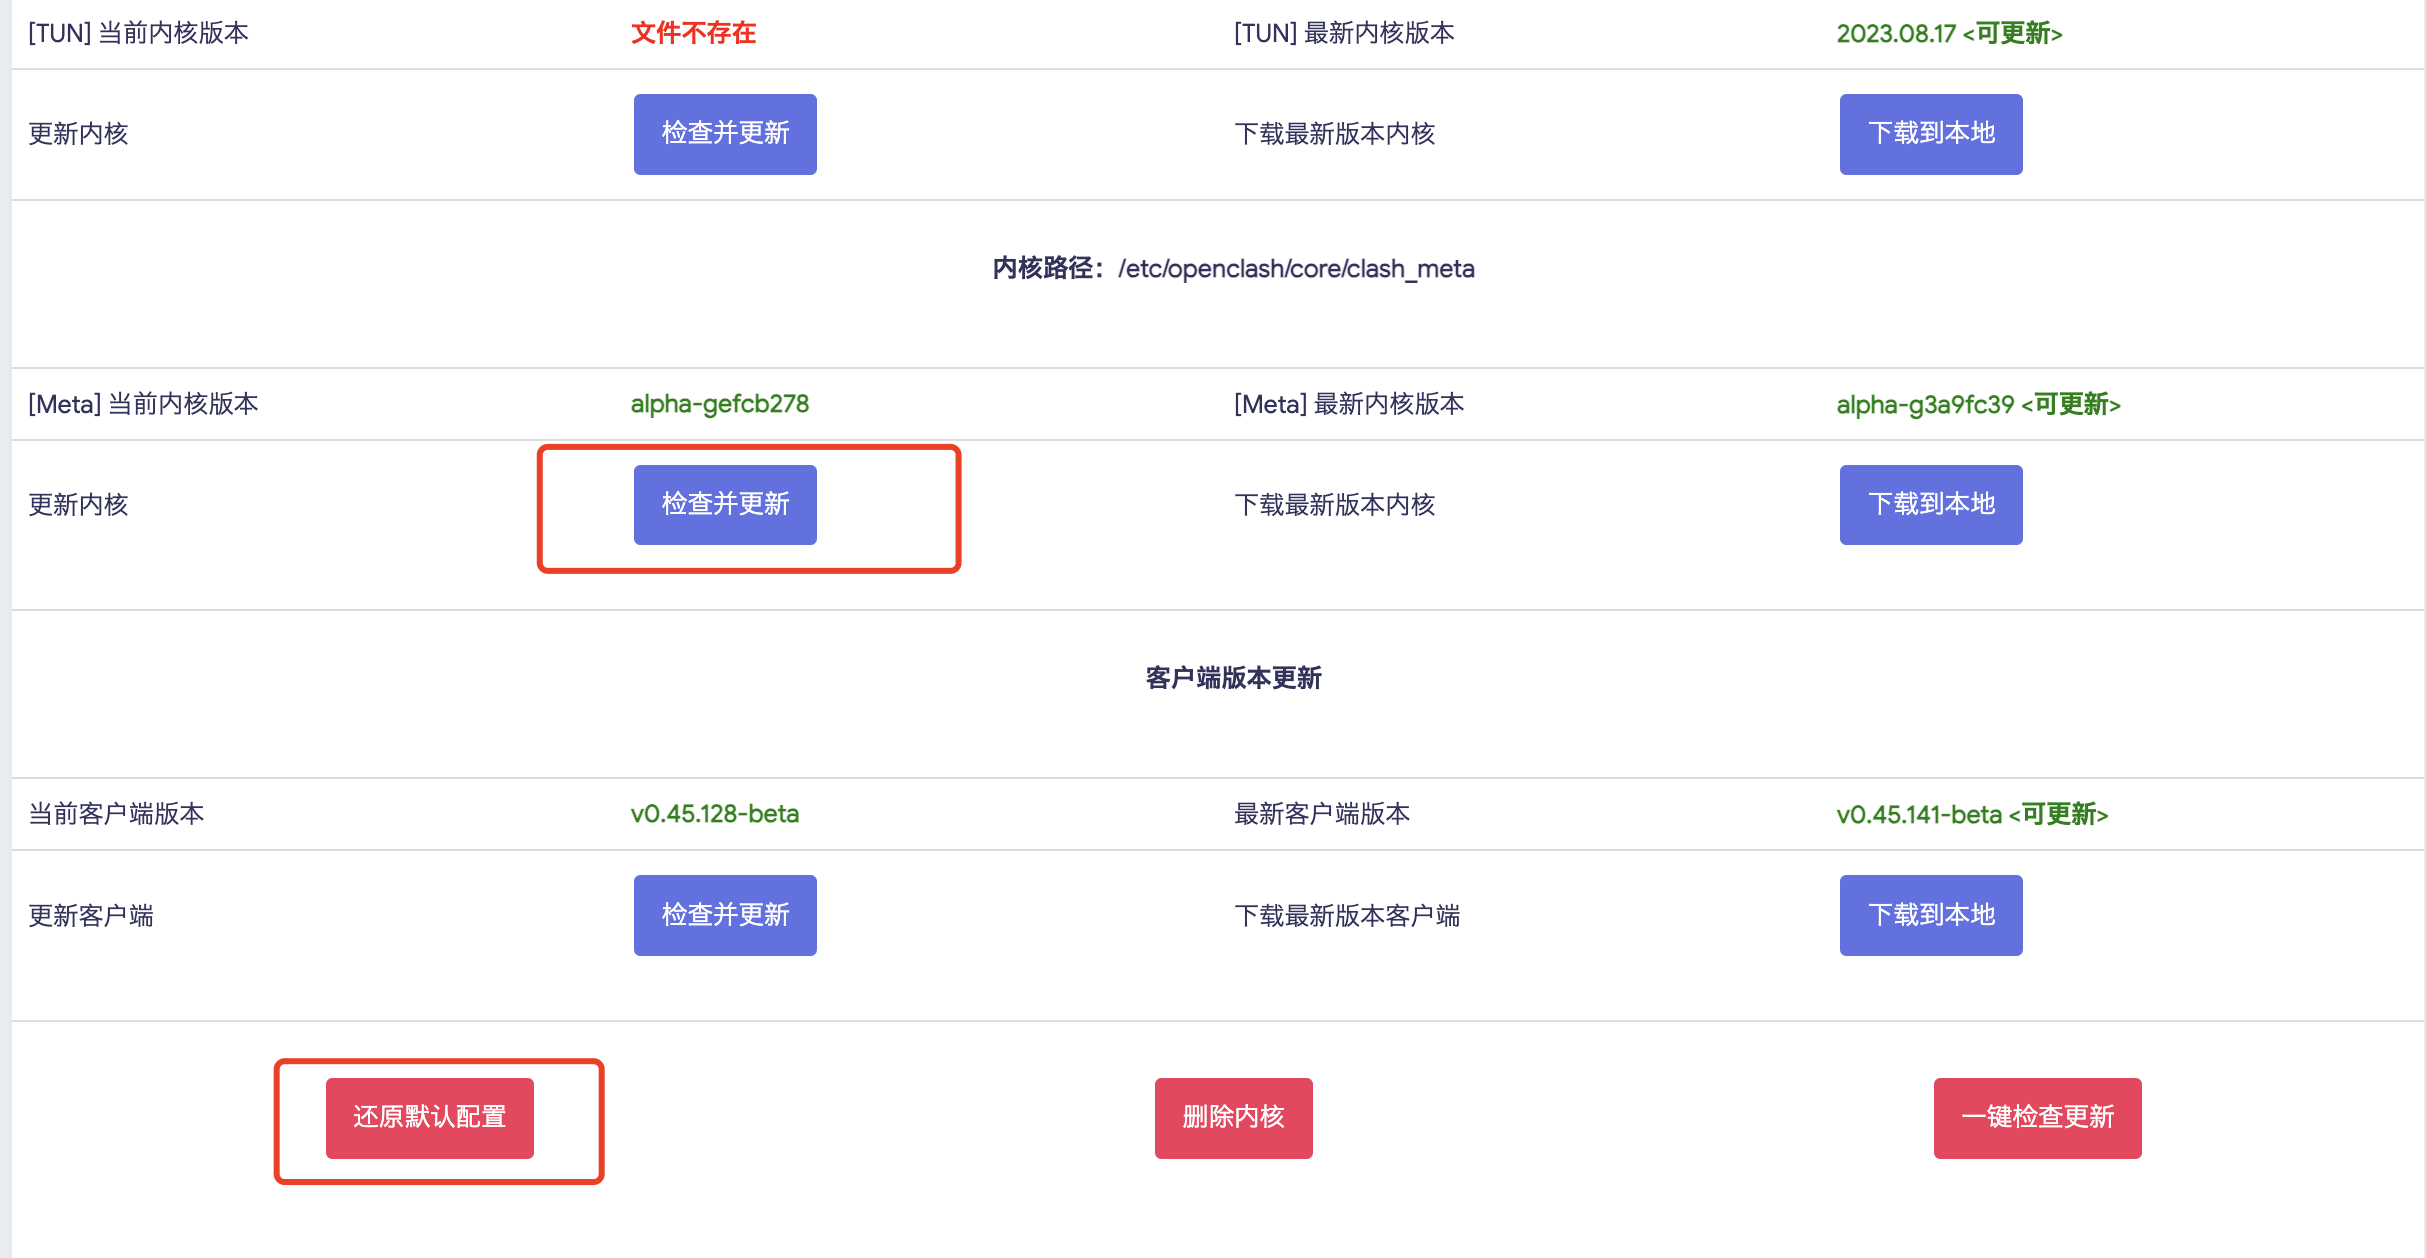 [TUN] 当前内核版本 文件不存在 [TUN] 最新内核版本 2023.08.17 <可更新>
更新内核 检查并更新 下载最新版本内核 下载到本地
内核路径：/etc/openclash/core/clash_meta
[Meta] 当前内核版本 alpha-gefcb278 [Meta] 最新内核版本 alpha-g3a9fc39 <可更新>
更新内核 检查并更新 下载最新版本内核 下载到本地
客户端版本更新
当前客户端版本 v0.45.128-beta 最新客户端版本 v0.45.141-beta <可更新>
更新客户端 检查并更新 下载最新版本客户端 下载到本地
还原默认配置 删除内核 一键检查更新